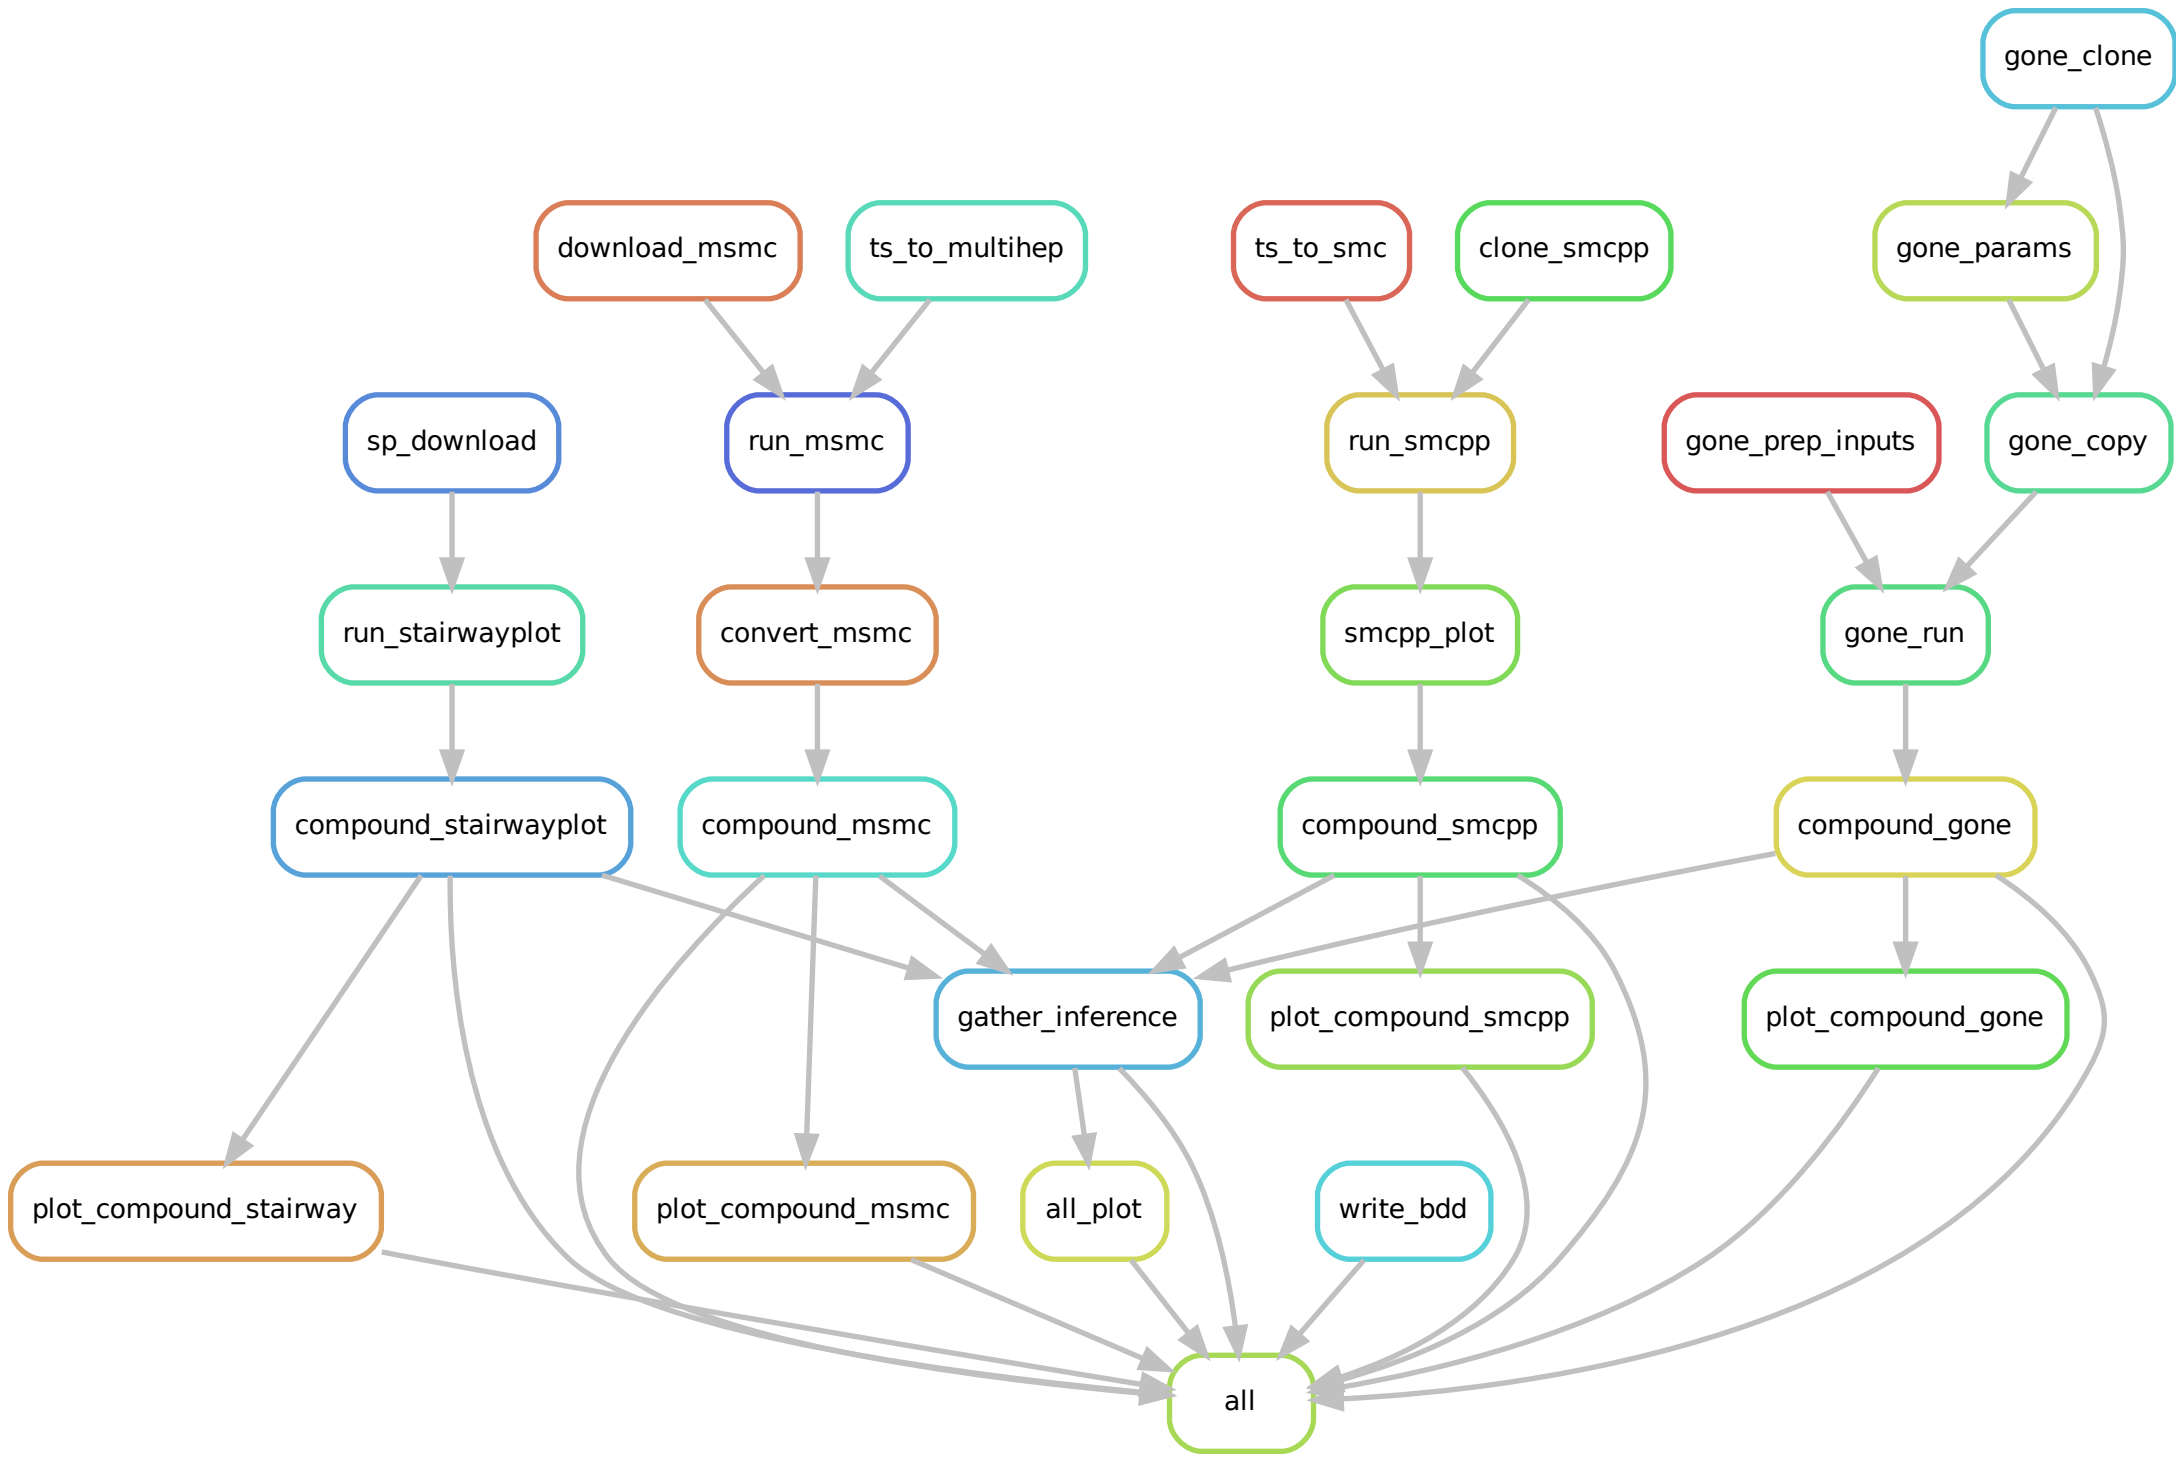 gone_clone
download_msmc
ts_to_multihep
ts_to_smc
clone_smcpp
gone_params
sp_download
run_msmc
run_smcpp
gone_prep_inputs
gone_copy
run_stairwayplot
convert_msmc
smcpp_plot
gone_run
compound_stairwayplot
compound_msmc
compound_smcpp
compound_gone
gather_inference
plot_compound_smcpp
plot_compound_gone
plot_compound_stairway
plot_compound_msmc
all_plot
write_bdd
all